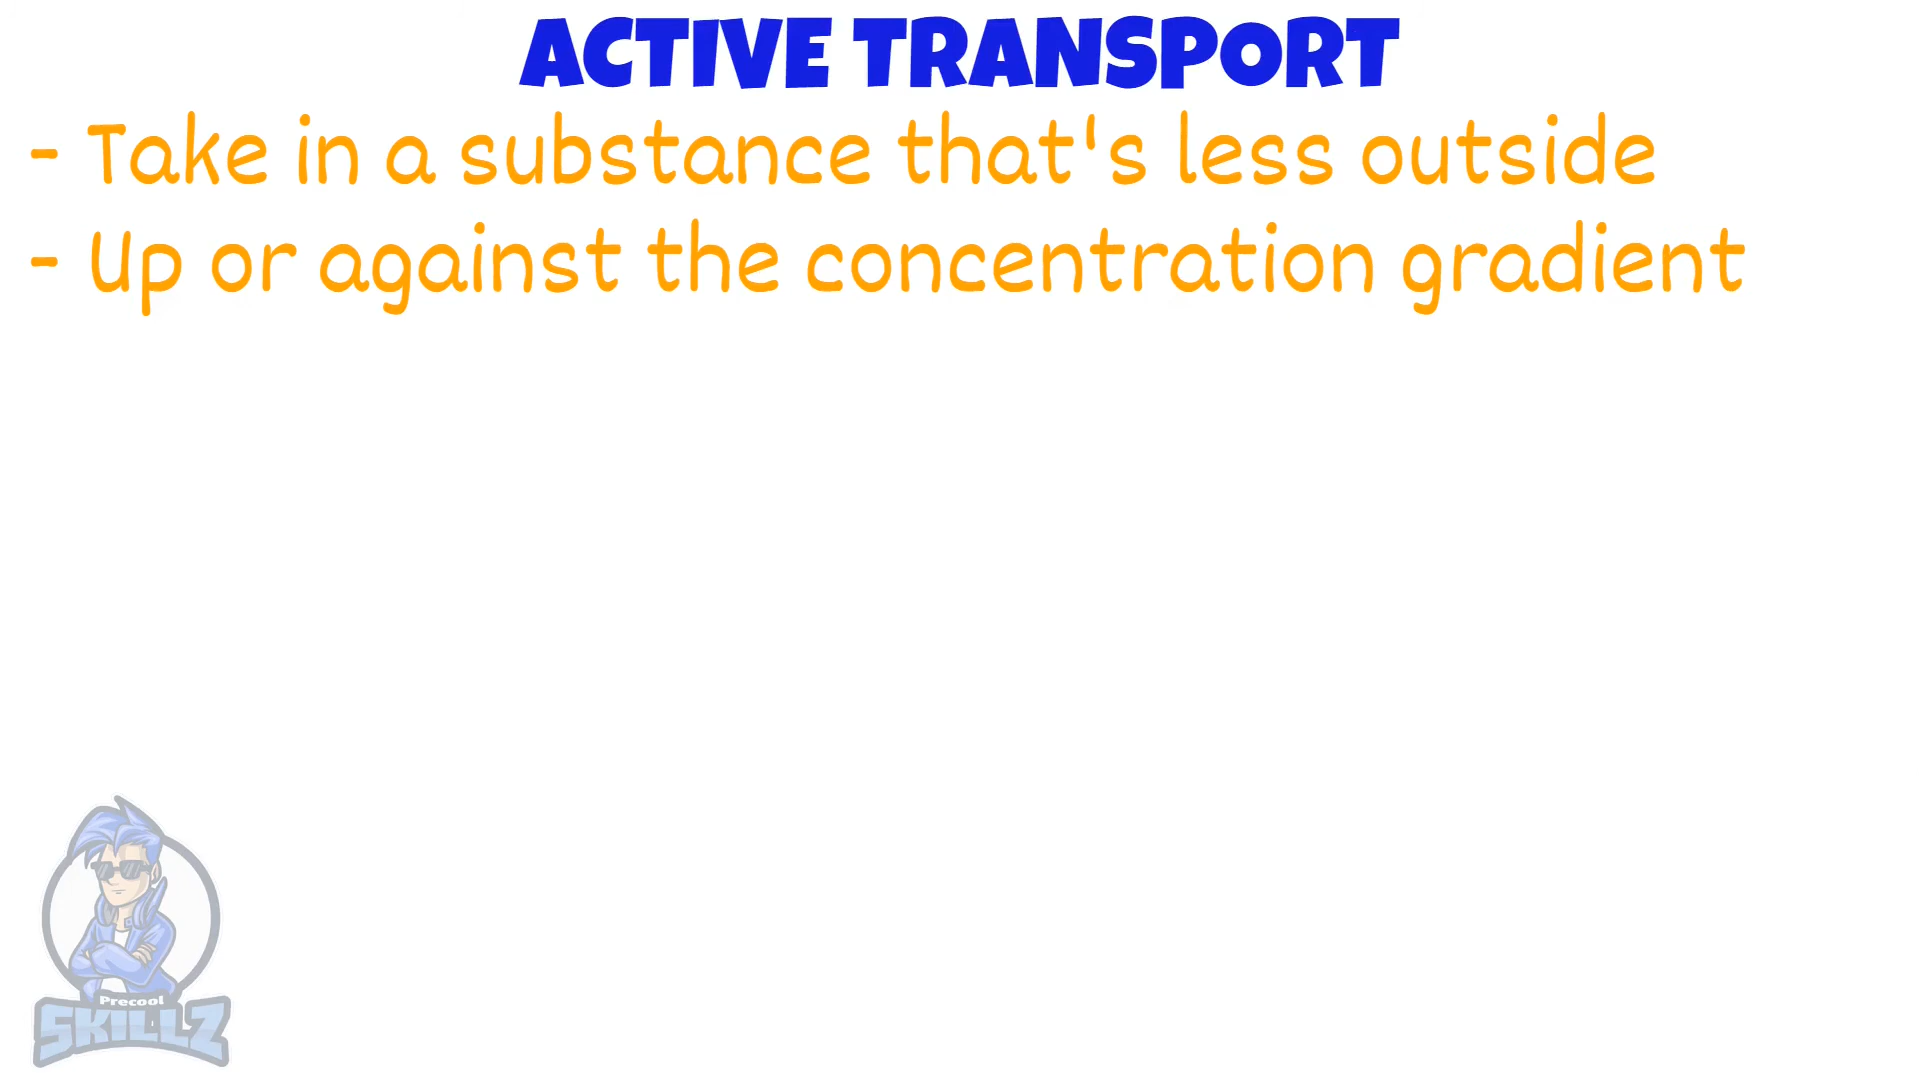 ACTIVE TRANSPORT
- Take in a substance that's less outside
- Up or against the concentration gradient
Precool
SKILLZ